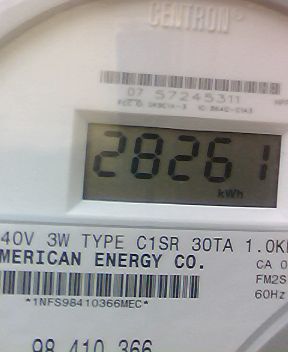 CENTRON
07 57245311
28261
kWh
40V 3W TYPE C1SR 30TA 1.0K
MERICAN ENERGY CO.
CA 0
FM2S
60Hz
*1NFS98410366MEC*
98 410 366